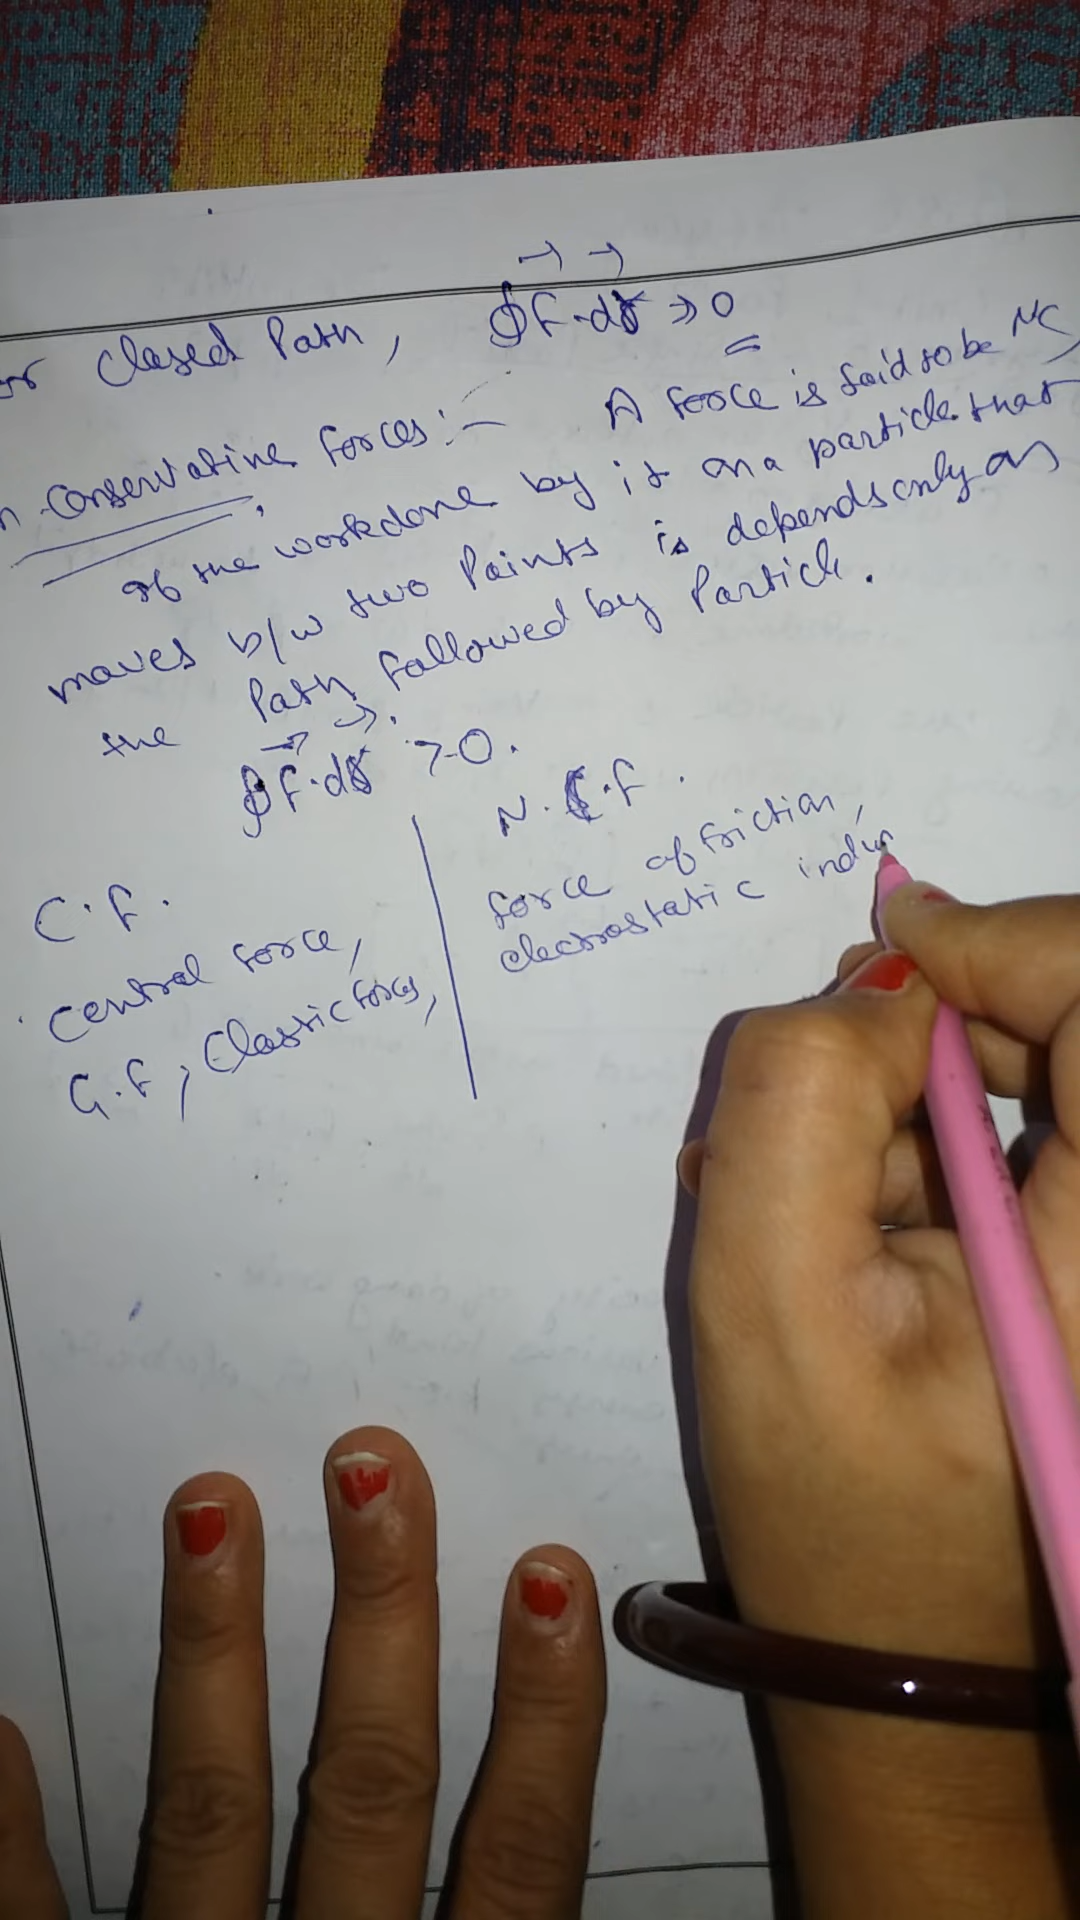 or Closed Path, ∮F·dr ⇒ 0
n-Conservative Forces :- A force is said to be NC
If the workdone by it on a particle that
moves b/w two Points is depends only on
the Path followed by Particle.
∮F·dr >0.
C.F.
Central force,
G.F, Elastic forces,
N.C.F.
force of friction,
electrostatic indu